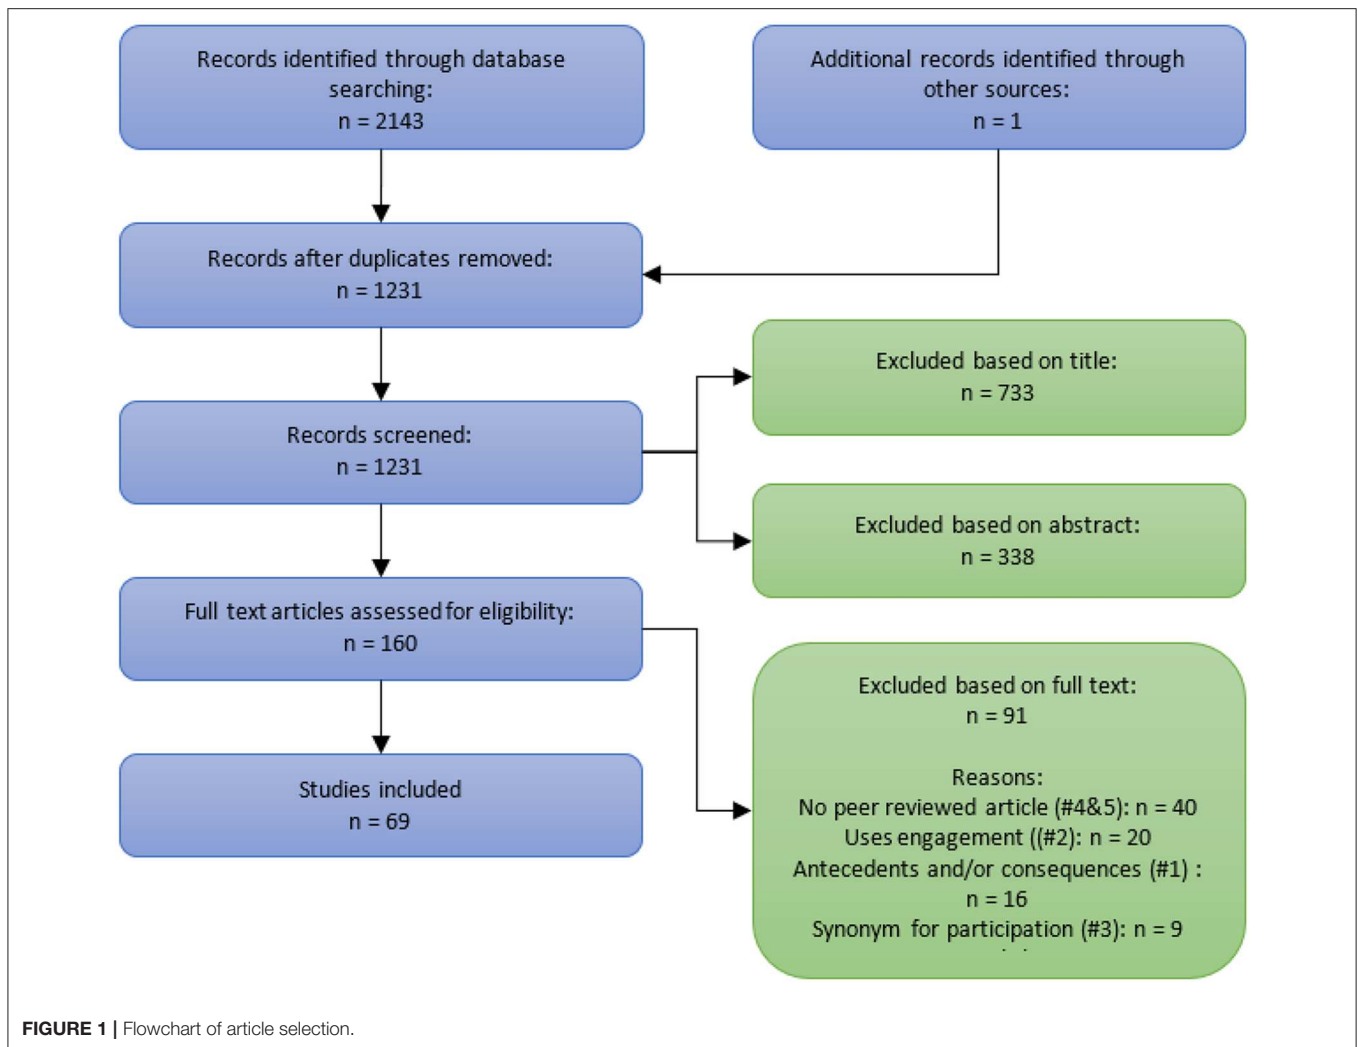 Records identified through database
searching:
n = 2143
Additional records identified through
other sources:
n = 1
Records after duplicates removed:
n = 1231
Excluded based on title:
n = 733
Records screened:
n = 1231
Excluded based on abstract:
n = 338
Full text articles assessed for eligibility:
n = 160
Excluded based on full text:
n = 91
Reasons:
No peer reviewed article (#4&5): n = 40
Uses engagement ((#2): n = 20
Antecedents and/or consequences (#1) :
n = 16
Synonym for participation (#3): n = 9
Studies included
n = 69
FIGURE 1 | Flowchart of article selection.